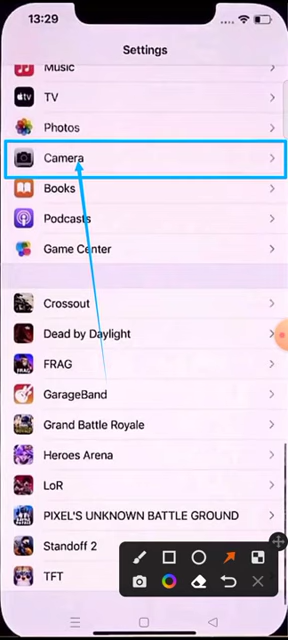 13:29
Settings
Music
TV
Photos
Camera
Books
Podcasts
Game Center
Crossout
Dead by Daylight
FRAG
GarageBand
Grand Battle Royale
Heroes Arena
LoR
PIXEL'S UNKNOWN BATTLE GROUND
Standoff 2
TFT